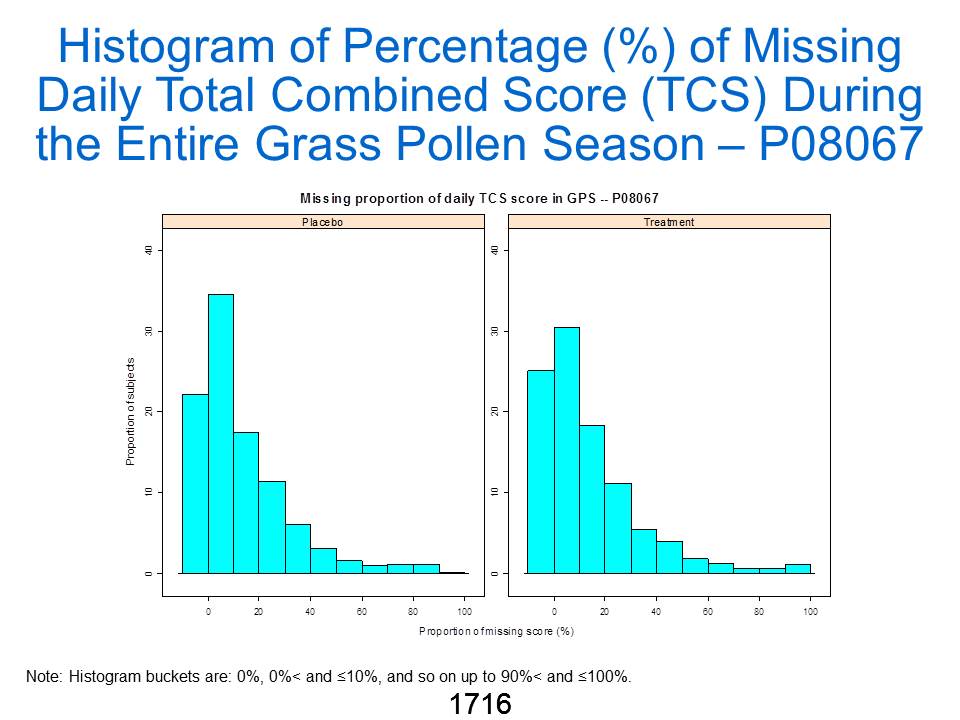 Histogram of Percentage (%) of Missing
Daily Total Combined Score (TCS) During
the Entire Grass Pollen Season – P08067
Missing proportion of daily TCS score in GPS -- P08067
Placebo
Treatment
40
30
20
10
0
40
30
20
10
0
Proportion of subjects
0 20 40 60 80 100
0 20 40 60 80 100
Proportion of missing score (%)
Note: Histogram buckets are: 0%, 0%< and ≤10%, and so on up to 90%< and ≤100%.
1716